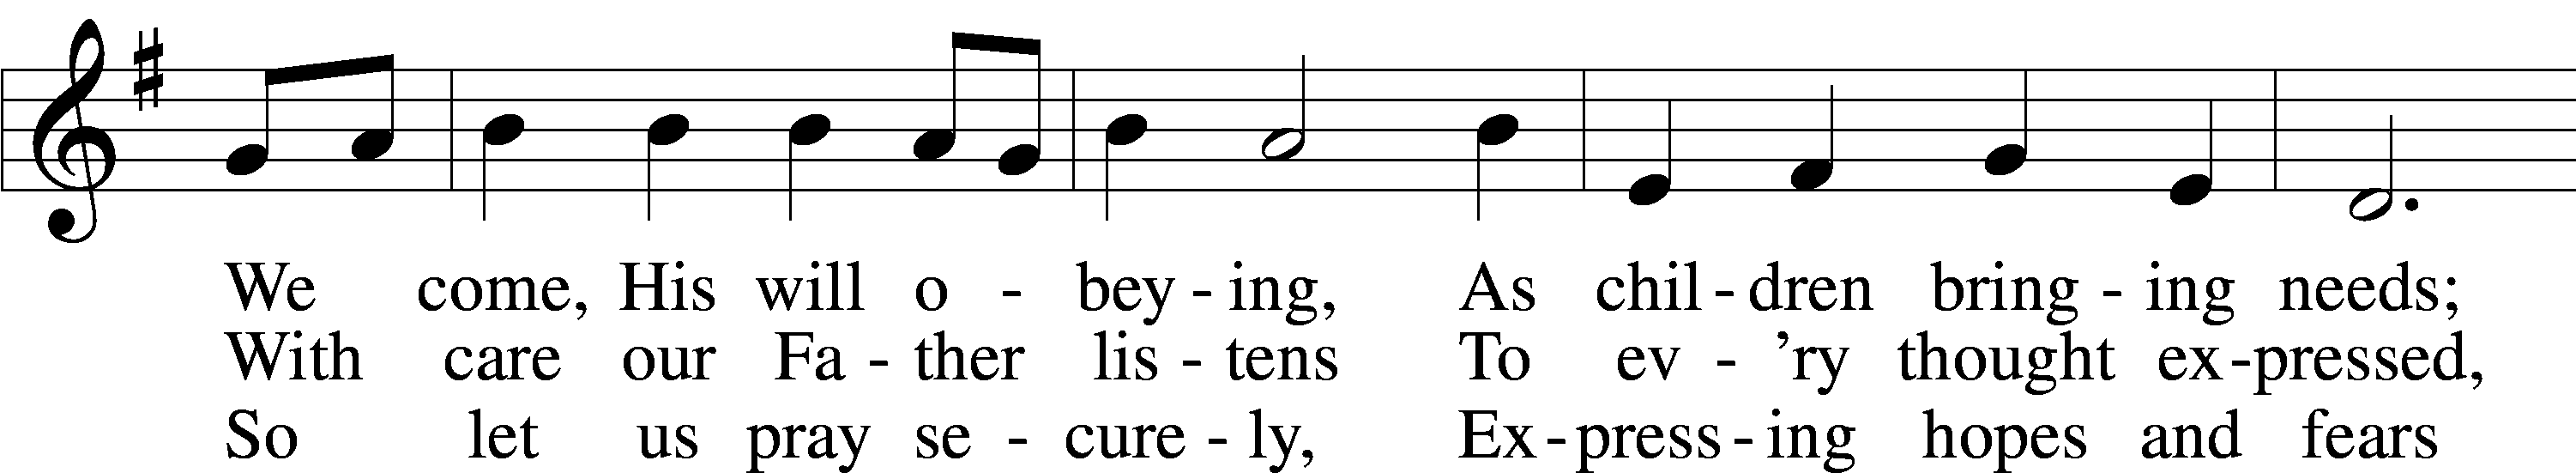 We come, His will o - bey - ing, As chil - dren bring - ing needs;
With care our Fa - ther lis - tens To ev - ’ry thought ex - pressed,
So let us pray se - cure - ly, Ex - press - ing hopes and fears